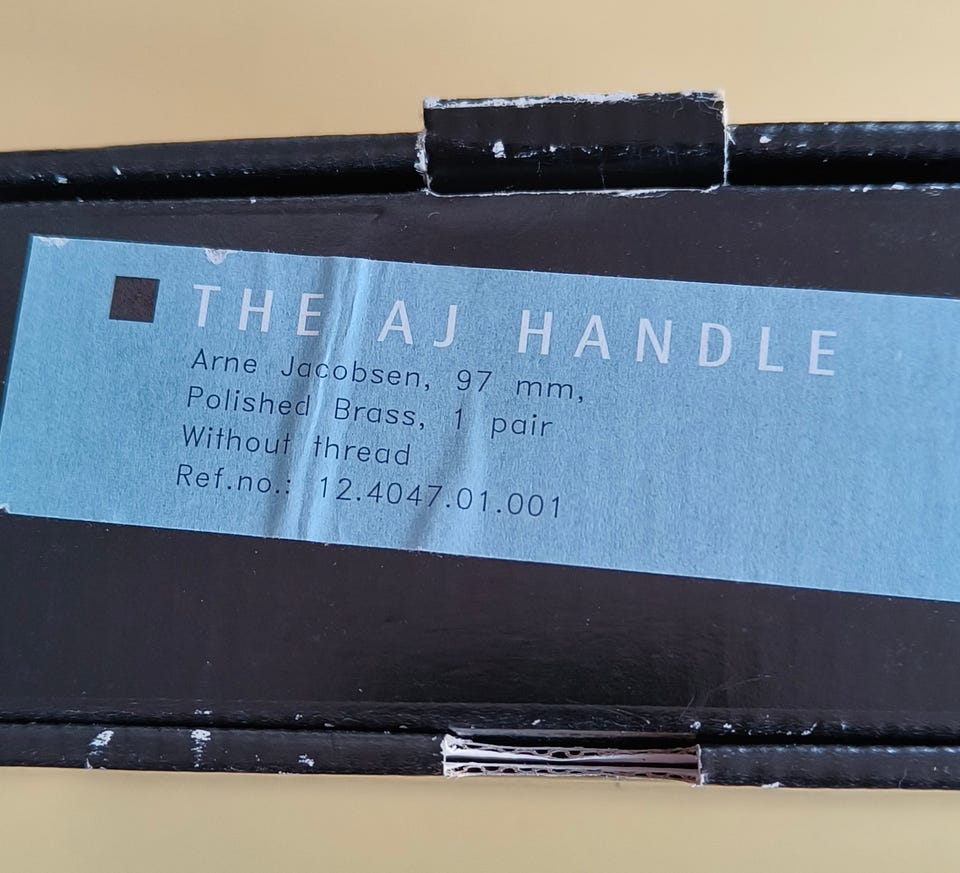 THE AJ HANDLE
Arne Jacobsen, 97 mm,
Polished Brass, 1 pair
Without thread
Ref.no.: 12.4047.01.001